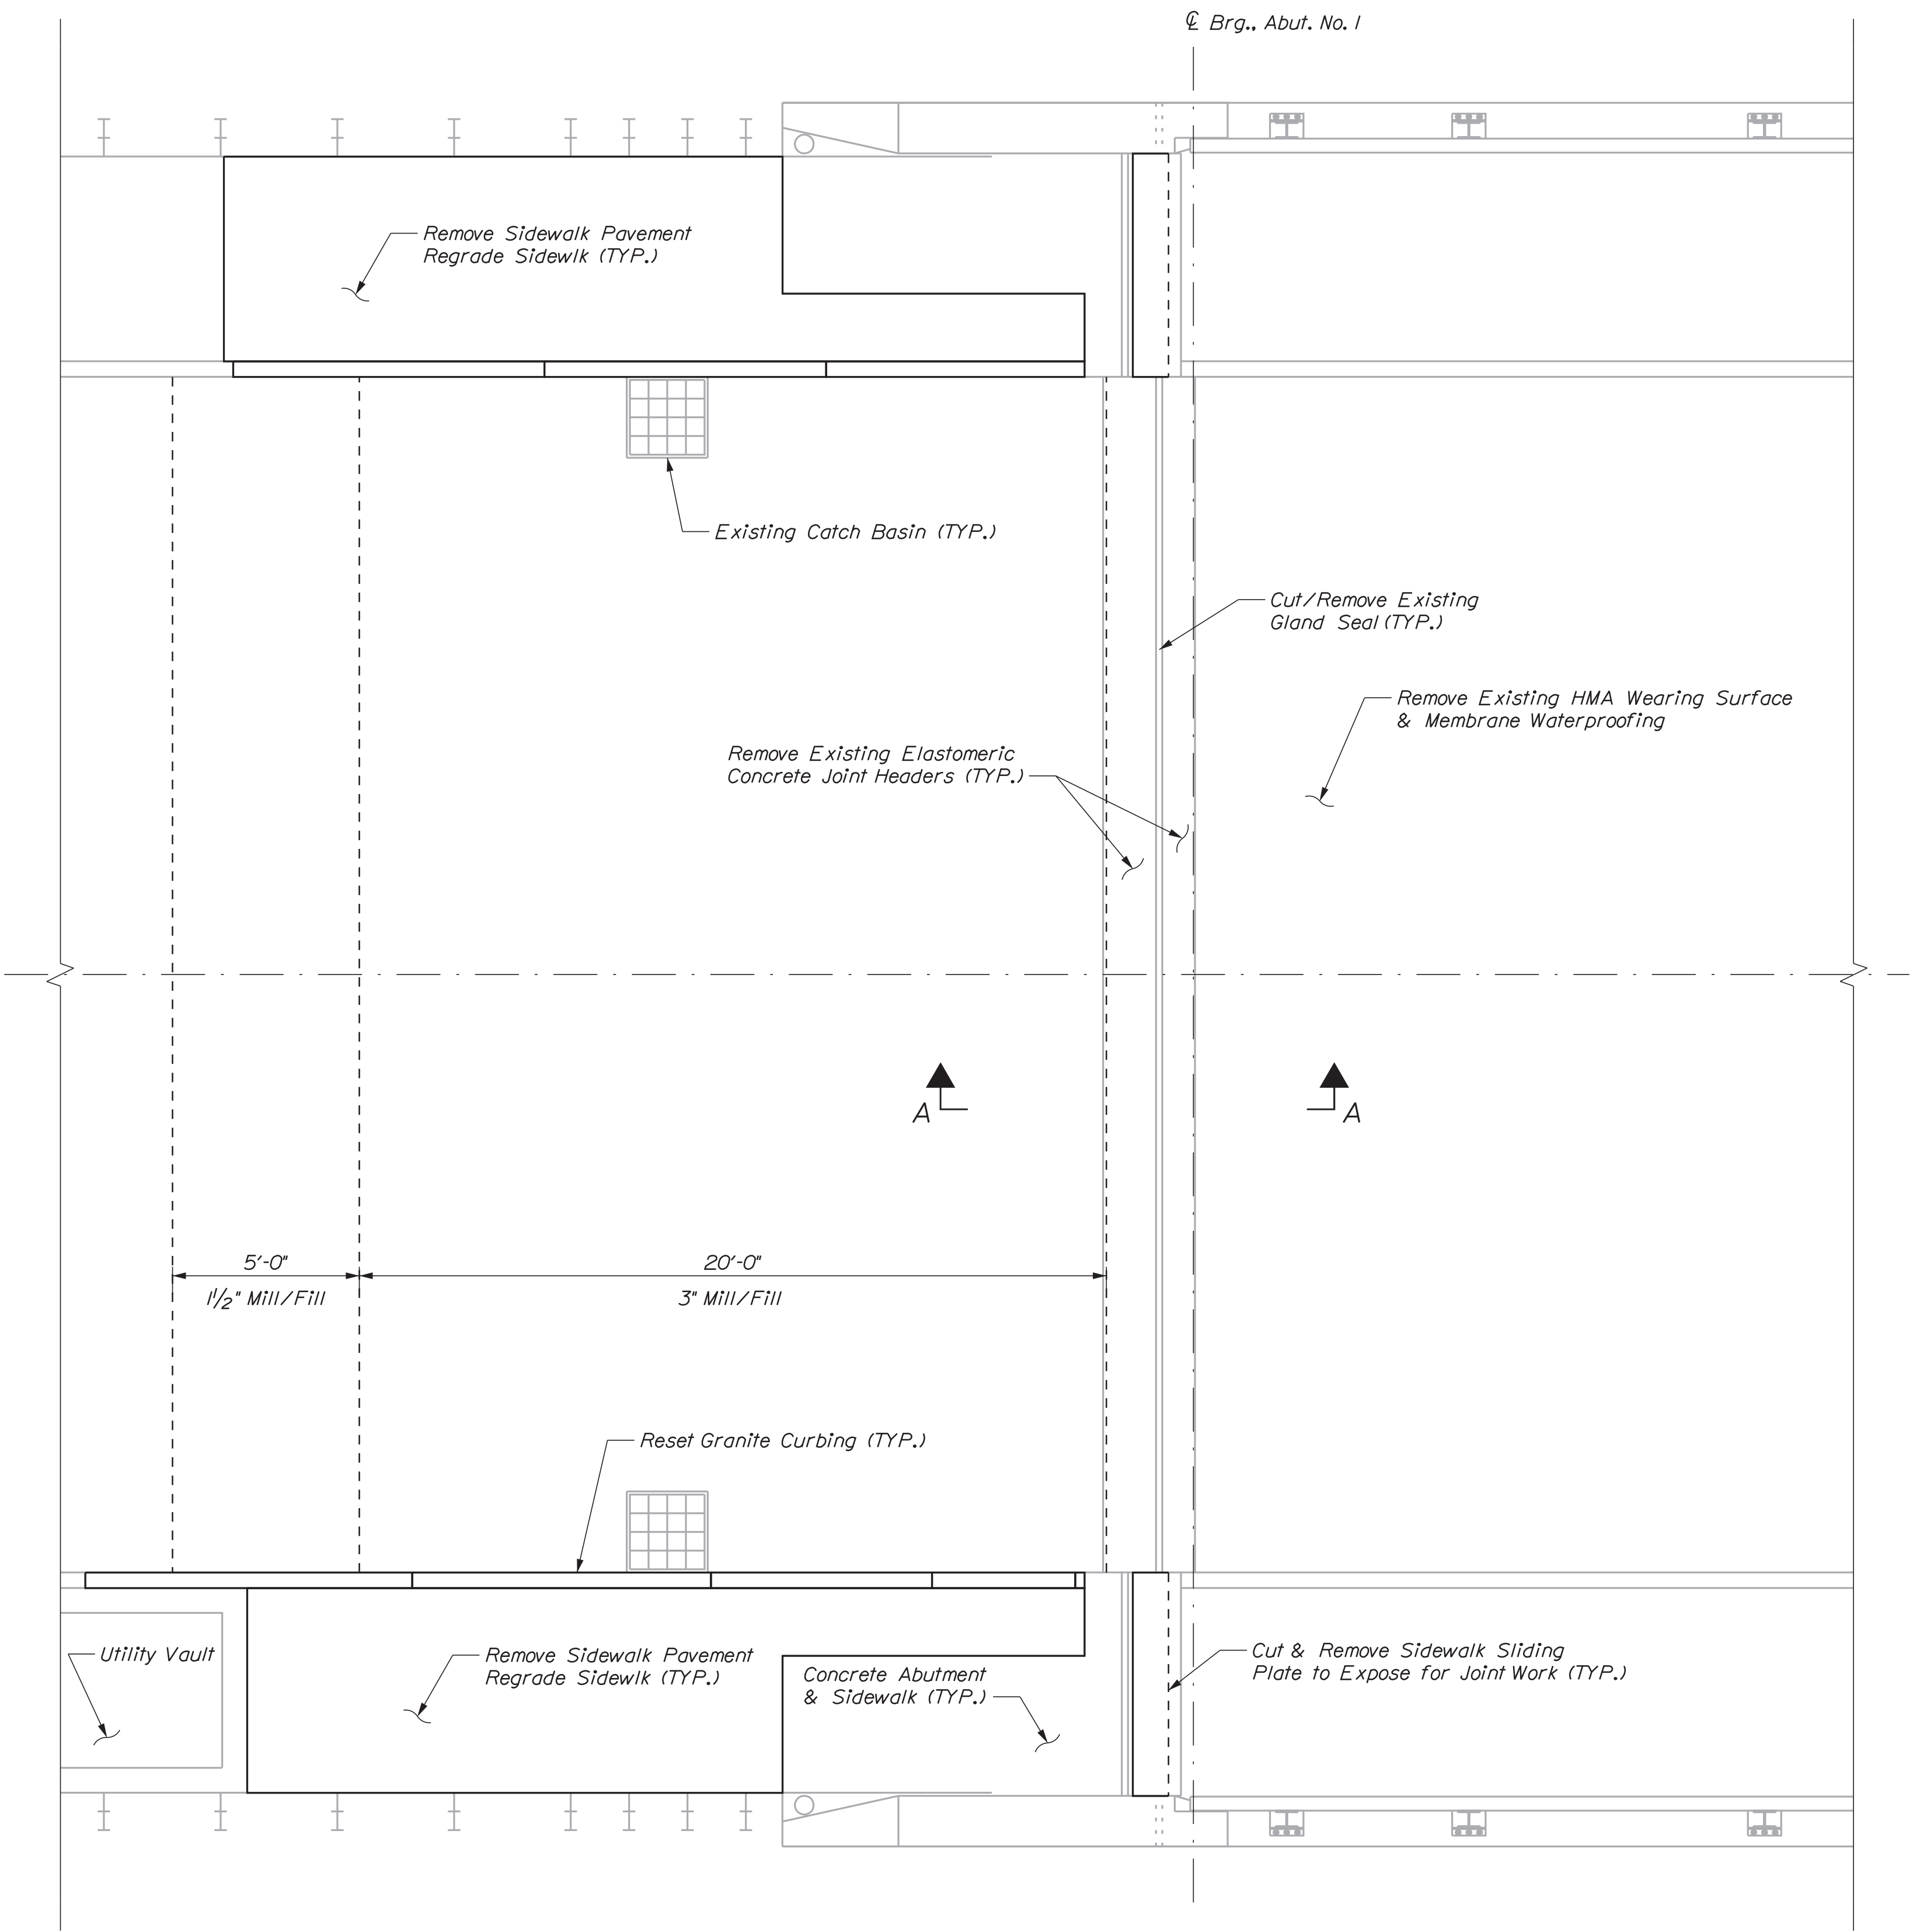 ℄ Brg., Abut. No. 1
Remove Sidewalk Pavement
Regrade Sidewlk (TYP.)
Existing Catch Basin (TYP.)
Cut/Remove Existing
Gland Seal (TYP.)
Remove Existing HMA Wearing Surface
& Membrane Waterproofing
Remove Existing Elastomeric
Concrete Joint Headers (TYP.)
A
A
5'-0"
20'-0"
1½" Mill/Fill
3" Mill/Fill
Reset Granite Curbing (TYP.)
Utility Vault
Remove Sidewalk Pavement
Regrade Sidewlk (TYP.)
Concrete Abutment
& Sidewalk (TYP.)
Cut & Remove Sidewalk Sliding
Plate to Expose for Joint Work (TYP.)